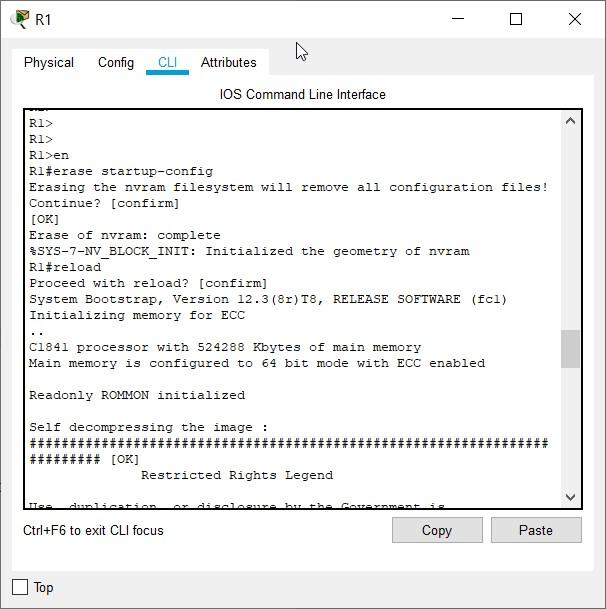 R1
Physical Config CLI Attributes
IOS Command Line Interface
R1>
R1>
R1>en
R1#erase startup-config
Erasing the nvram filesystem will remove all configuration files!
Continue? [confirm]
[OK]
Erase of nvram: complete
%SYS-7-NV_BLOCK_INIT: Initialized the geometry of nvram
R1#reload
Proceed with reload? [confirm]
System Bootstrap, Version 12.3(8r)T8, RELEASE SOFTWARE (fc1)
Initializing memory for ECC
..
C1841 processor with 524288 Kbytes of main memory
Main memory is configured to 64 bit mode with ECC enabled
Readonly ROMMON initialized
Self decompressing the image :
#################################################################
######### [OK]
Restricted Rights Legend
Use, duplication, or disclosure by the Government is
Ctrl+F6 to exit CLI focus
Copy Paste
Top